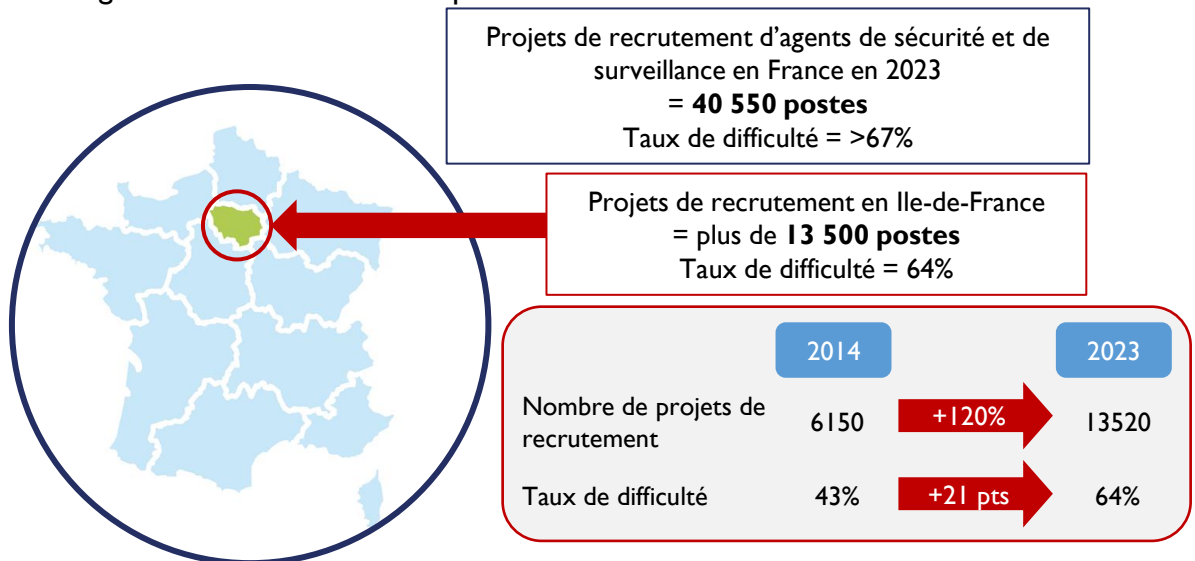 Projets de recrutement d’agents de sécurité et de
surveillance en France en 2023
= 40 550 postes
Taux de difficulté = >67%
Projets de recrutement en Ile-de-France
= plus de 13 500 postes
Taux de difficulté = 64%
2014 2023
Nombre de projets de
recrutement 6150 +120% 13520
Taux de difficulté 43% +21 pts 64%